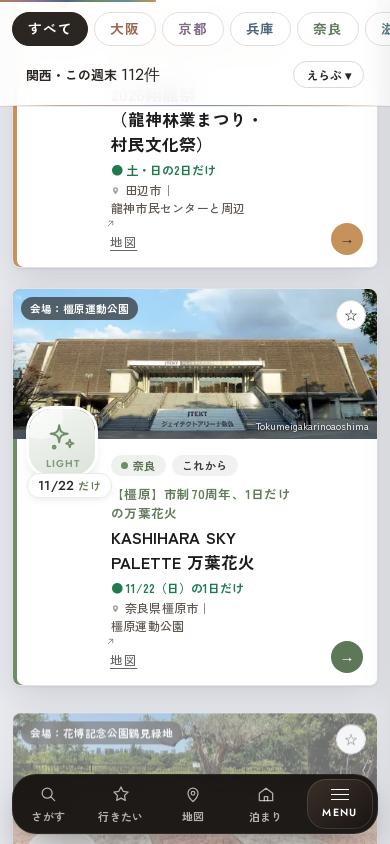 すべて
大阪
京都
兵庫
奈良
関西・この週末 112件
えらぶ ▾
（龍神林業まつり・
村民文化祭）
土・日の2日だけ
田辺市｜
龍神市民センターと周辺
↗
地図
→
会場：橿原運動公園
☆
JTEKT
ジェイテクトアリーナ奈良
Tokumeigakarinoaoshima
LIGHT
11/22 だけ
奈良
これから
【橿原】市制70周年、1日だけ
の万葉花火
KASHIHARA SKY
PALETTE 万葉花火
11/22（日）の1日だけ
奈良県橿原市｜
橿原運動公園
↗
地図
→
会場：花博記念公園鶴見緑地
☆
さがす
行きたい
地図
泊まり
MENU